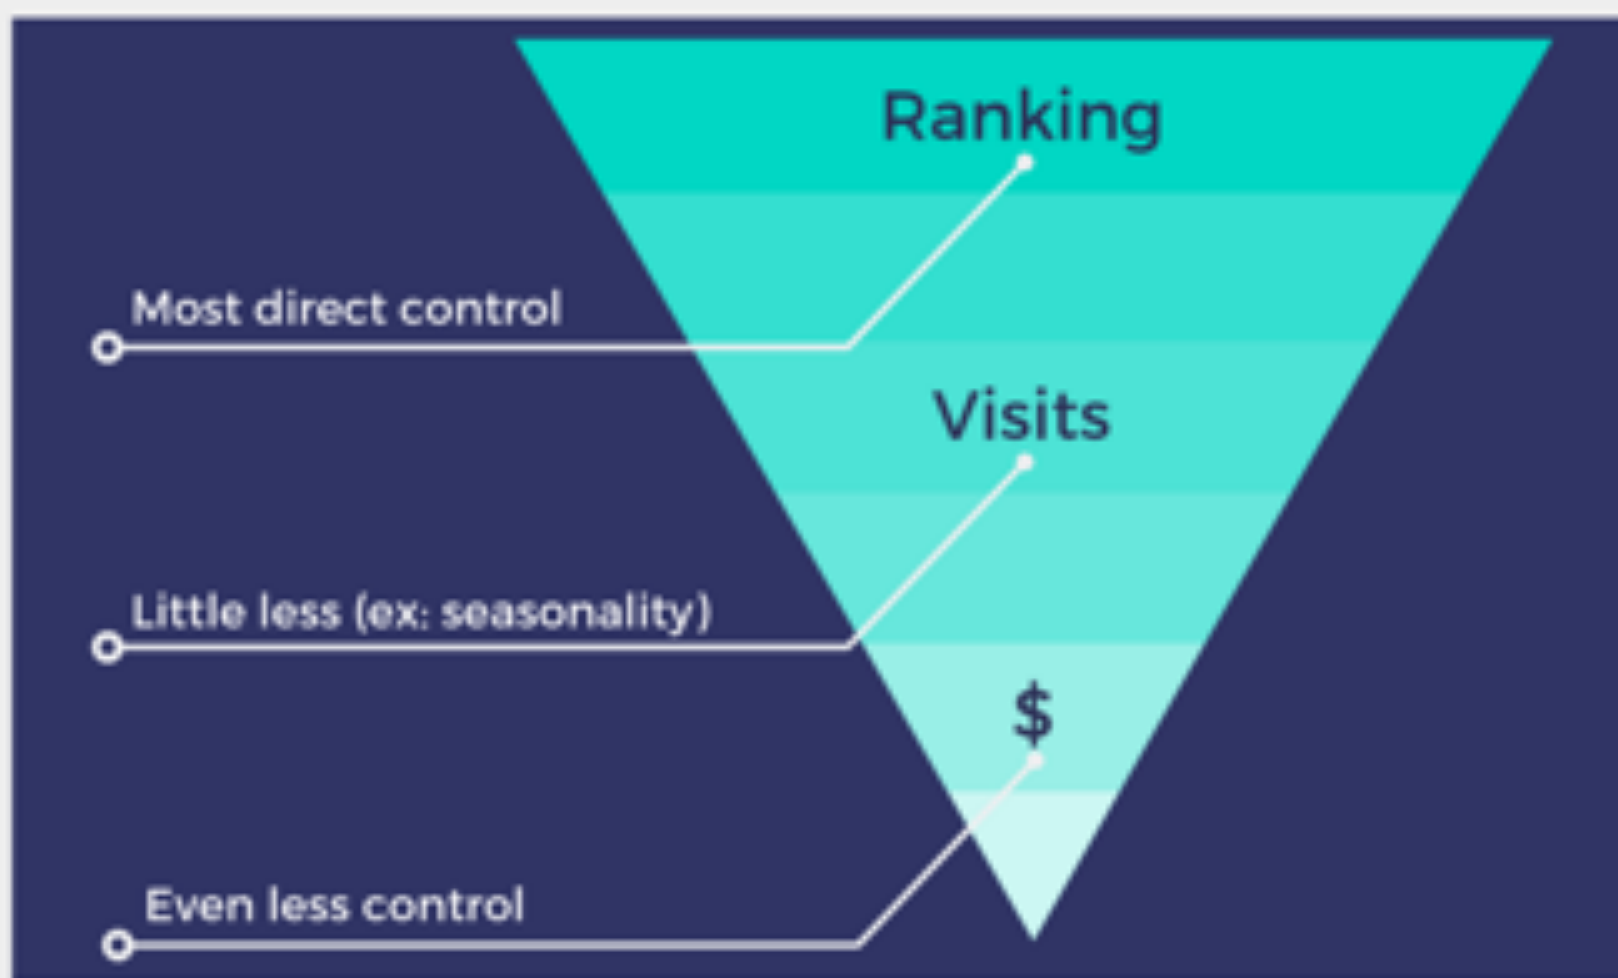 Ranking
Most direct control
Visits
Little less (ex: seasonality)
$
Even less control